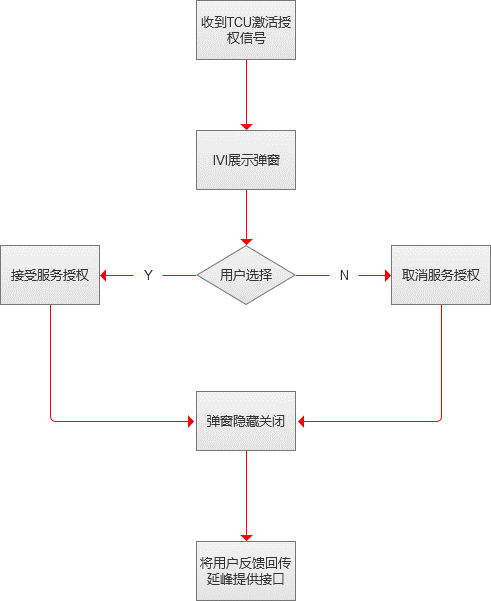 收到TCU激活授
权信号
IVI展示弹窗
接受服务授权
Y
用户选择
N
取消服务授权
弹窗隐藏关闭
将用户反馈回传
延峰提供接口